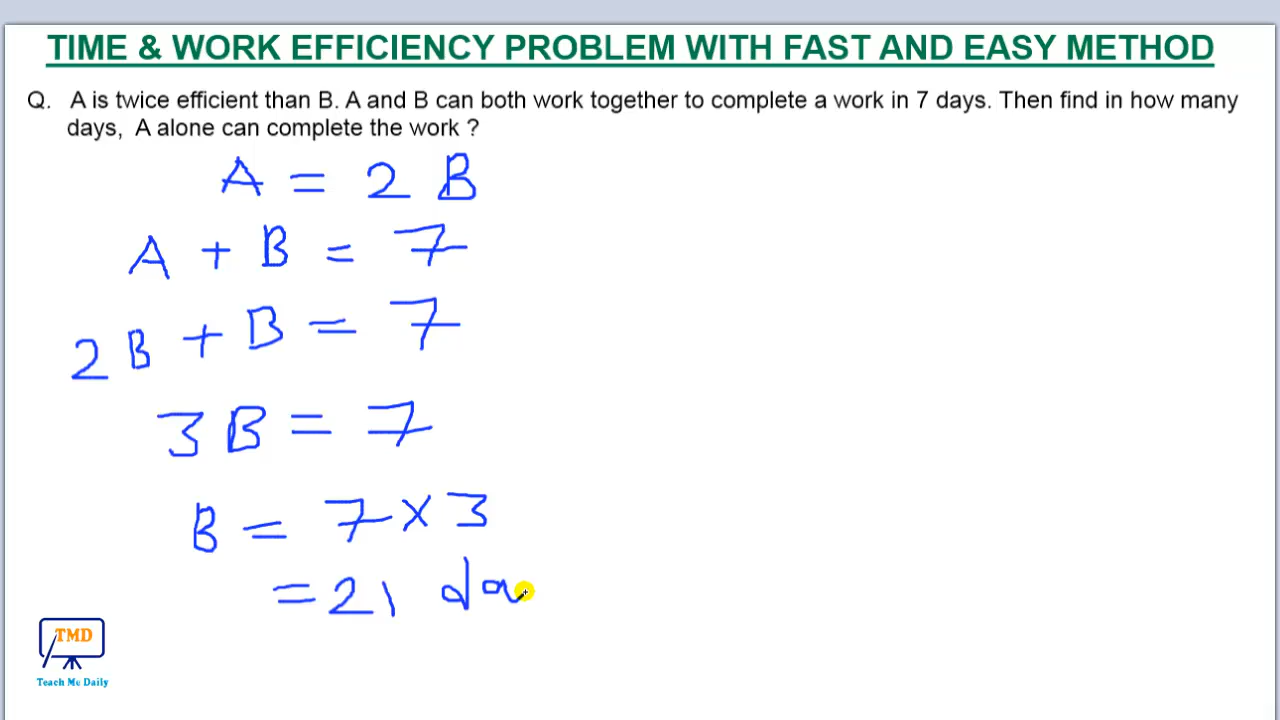 TIME & WORK EFFICIENCY PROBLEM WITH FAST AND EASY METHOD
Q. A is twice efficient than B. A and B can both work together to complete a work in 7 days. Then find in how many
days, A alone can complete the work ?
A = 2 B
A + B = 7
2 B + B = 7
3 B = 7
B = 7 × 3
= 21 da
TMD
Teach Me Daily